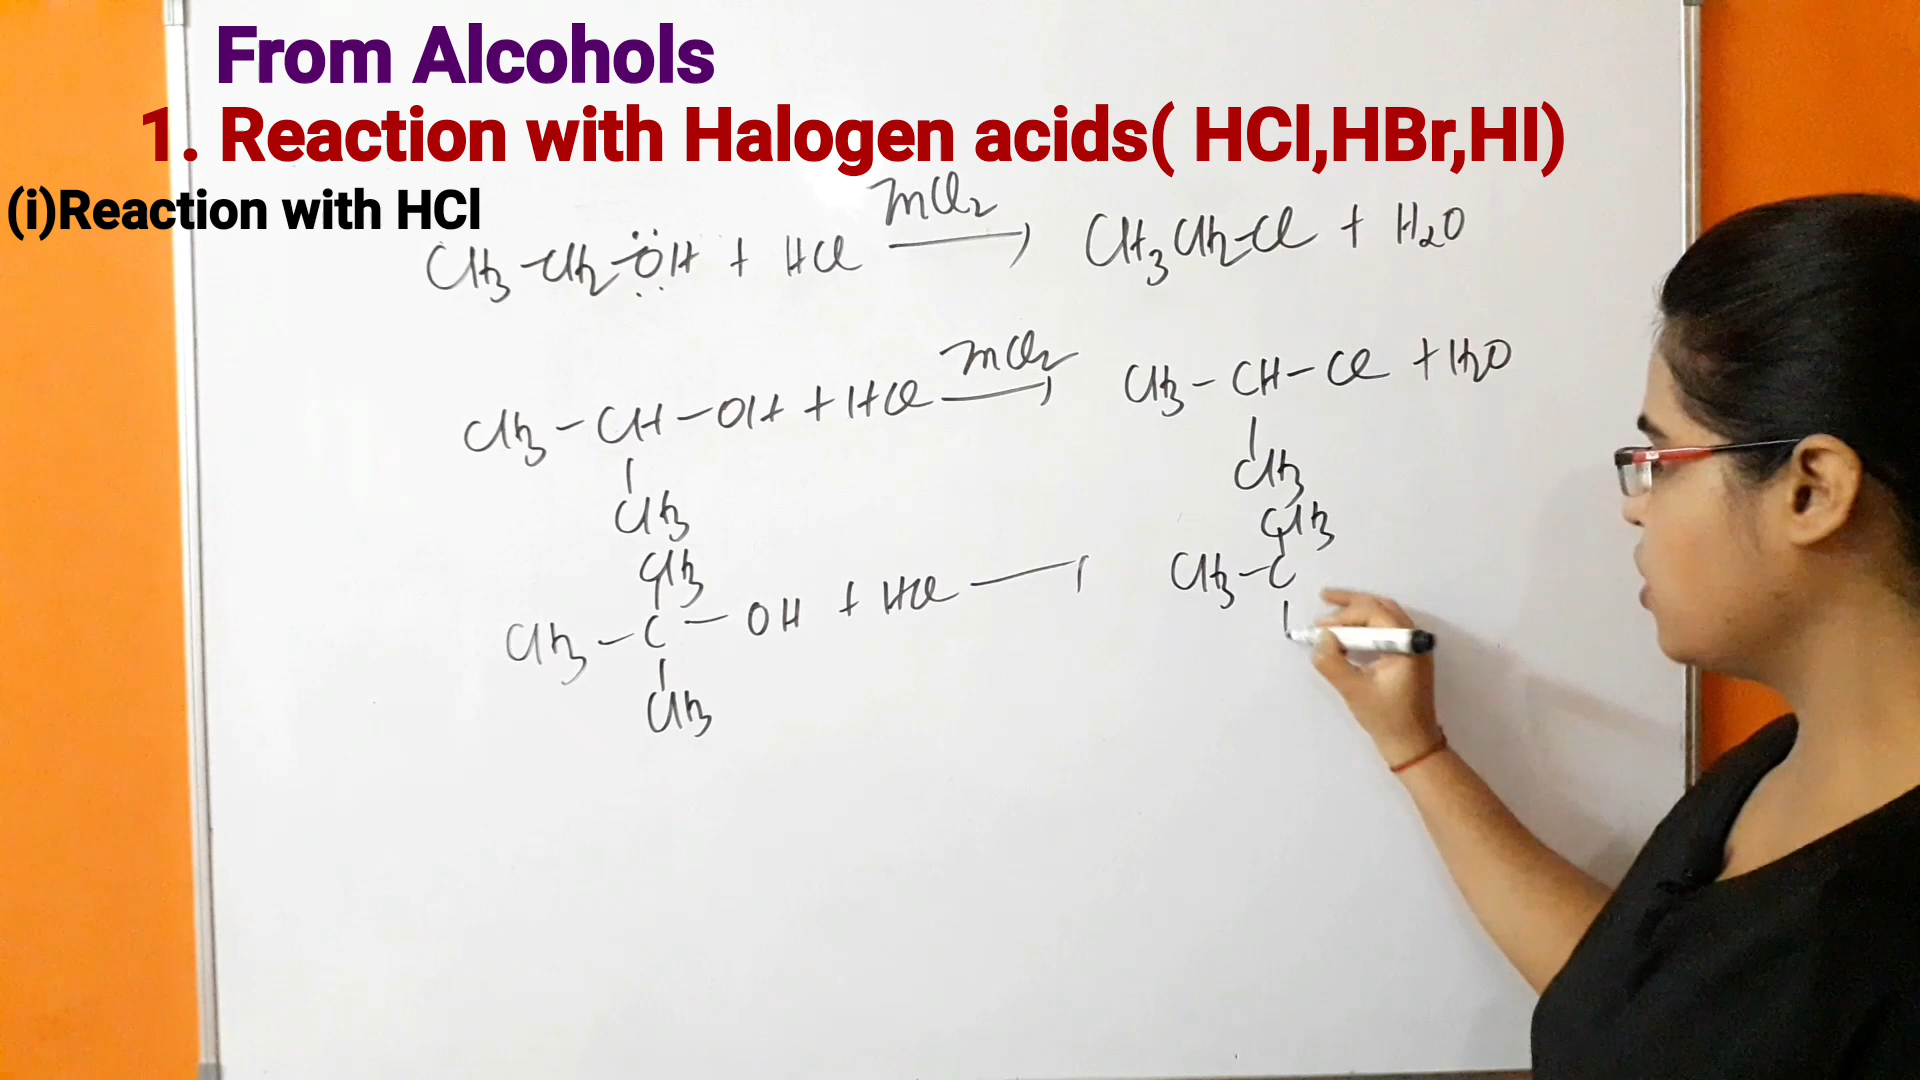 From Alcohols
1. Reaction with Halogen acids( HCl,HBr,HI)
(i)Reaction with HCl
ZnCl₂
CH₃-CH₂-ÖH + HCl ⟶ CH₃CH₂-Cl + H₂O
ZnCl₂
CH₃-CH-OH + HCl ⟶ CH₃-CH-Cl + H₂O
|
CH₃
|
CH₃
CH₃
|
CH₃-C-OH + HCl ⟶
|
CH₃
CH₃
|
CH₃-C
|